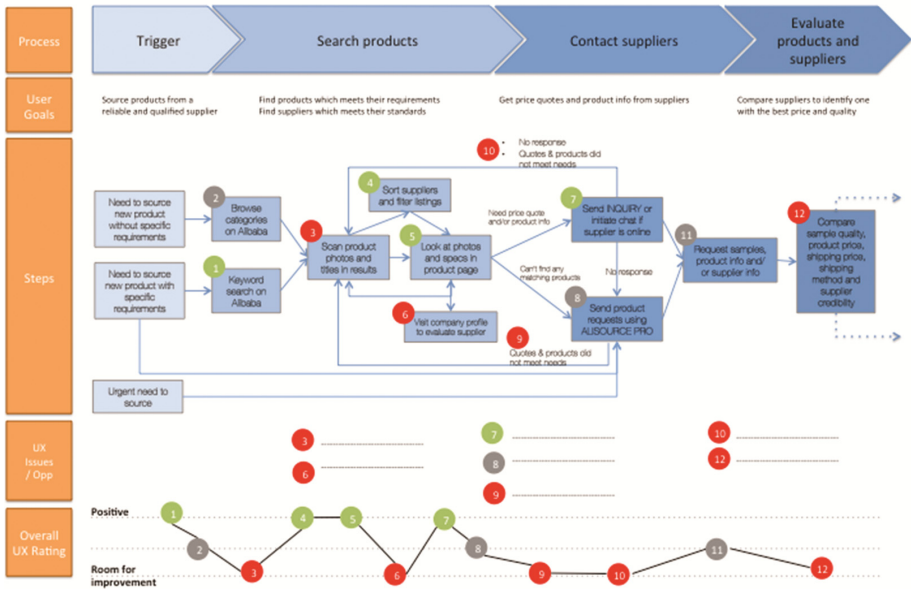 Process
Trigger
Search products
Contact suppliers
Evaluate
products and
suppliers
User
Goals
Source products from a
reliable and qualified supplier
Find products which meets their requirements
Find suppliers which meets their standards
Get price quotes and product info from suppliers
Compare suppliers to identify one
with the best price and quality
Steps
Need to source
new product
without specific
requirements
2
Browse
categories
on Alibaba
Need to source
new product with
specific
requirements
1
Keyword
search on
Alibaba
Urgent need to
source
3
Scan product
photos and
titles in results
4
Sort suppliers
and filter listings
5
Look at photos
and specs in
product page
6
Visit company profile
to evaluate supplier
10
• No response
• Quotes & products did
not meet needs
Need price quote
and/or product info
Can't find any
matching products
7
Send INQUIRY or
initiate chat if
supplier is online
No response
8
Send product
requests using
ALISOURCE PRO
9
Quotes & products did
not meet needs
11
Request samples,
product info and/
or supplier info
12
Compare
sample quality,
product price,
shipping price,
shipping
method and
supplier
credibility
UX
Issues
/ Opp
3
6
7
8
9
10
12
Overall
UX Rating
Positive
Room for
improvement
1
2
3
4
5
6
7
8
9
10
11
12